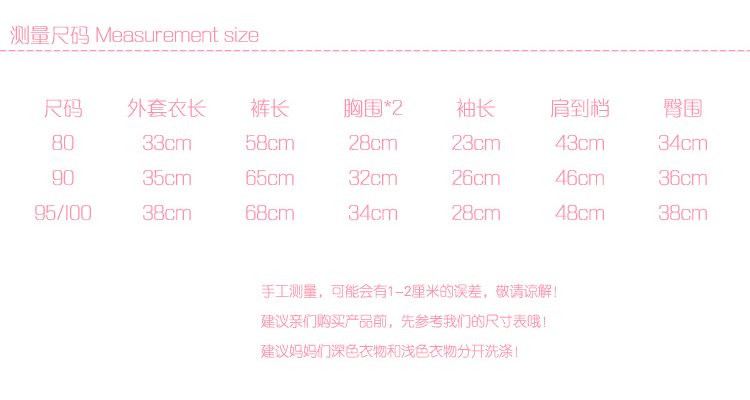 测量尺码 Measurement size
尺码 外套衣长 裤长 胸围*2 袖长 肩到档 臀围
80 33cm 58cm 28cm 23cm 43cm 34cm
90 35cm 65cm 32cm 26cm 46cm 36cm
95/100 38cm 68cm 34cm 28cm 48cm 38cm
手工测量，可能会有1-2厘米的误差，敬请谅解！
建议亲们购买产品前，先参考我们的尺寸表哦！
建议妈妈们深色衣物和浅色衣物分开洗涤！